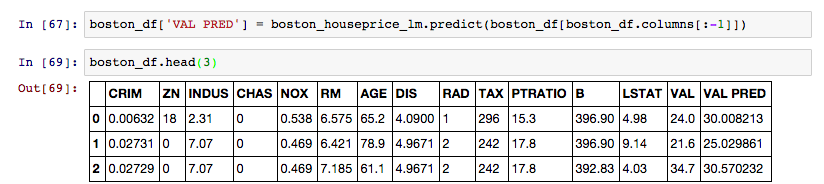 In [67]: boston_df['VAL PRED'] = boston_houseprice_lm.predict(boston_df[boston_df.columns[:-1]])
In [69]: boston_df.head(3)
Out[69]:
CRIM ZN INDUS CHAS NOX RM AGE DIS RAD TAX PTRATIO B LSTAT VAL VAL PRED
0 0.00632 18 2.31 0 0.538 6.575 65.2 4.0900 1 296 15.3 396.90 4.98 24.0 30.008213
1 0.02731 0 7.07 0 0.469 6.421 78.9 4.9671 2 242 17.8 396.90 9.14 21.6 25.029861
2 0.02729 0 7.07 0 0.469 7.185 61.1 4.9671 2 242 17.8 392.83 4.03 34.7 30.570232